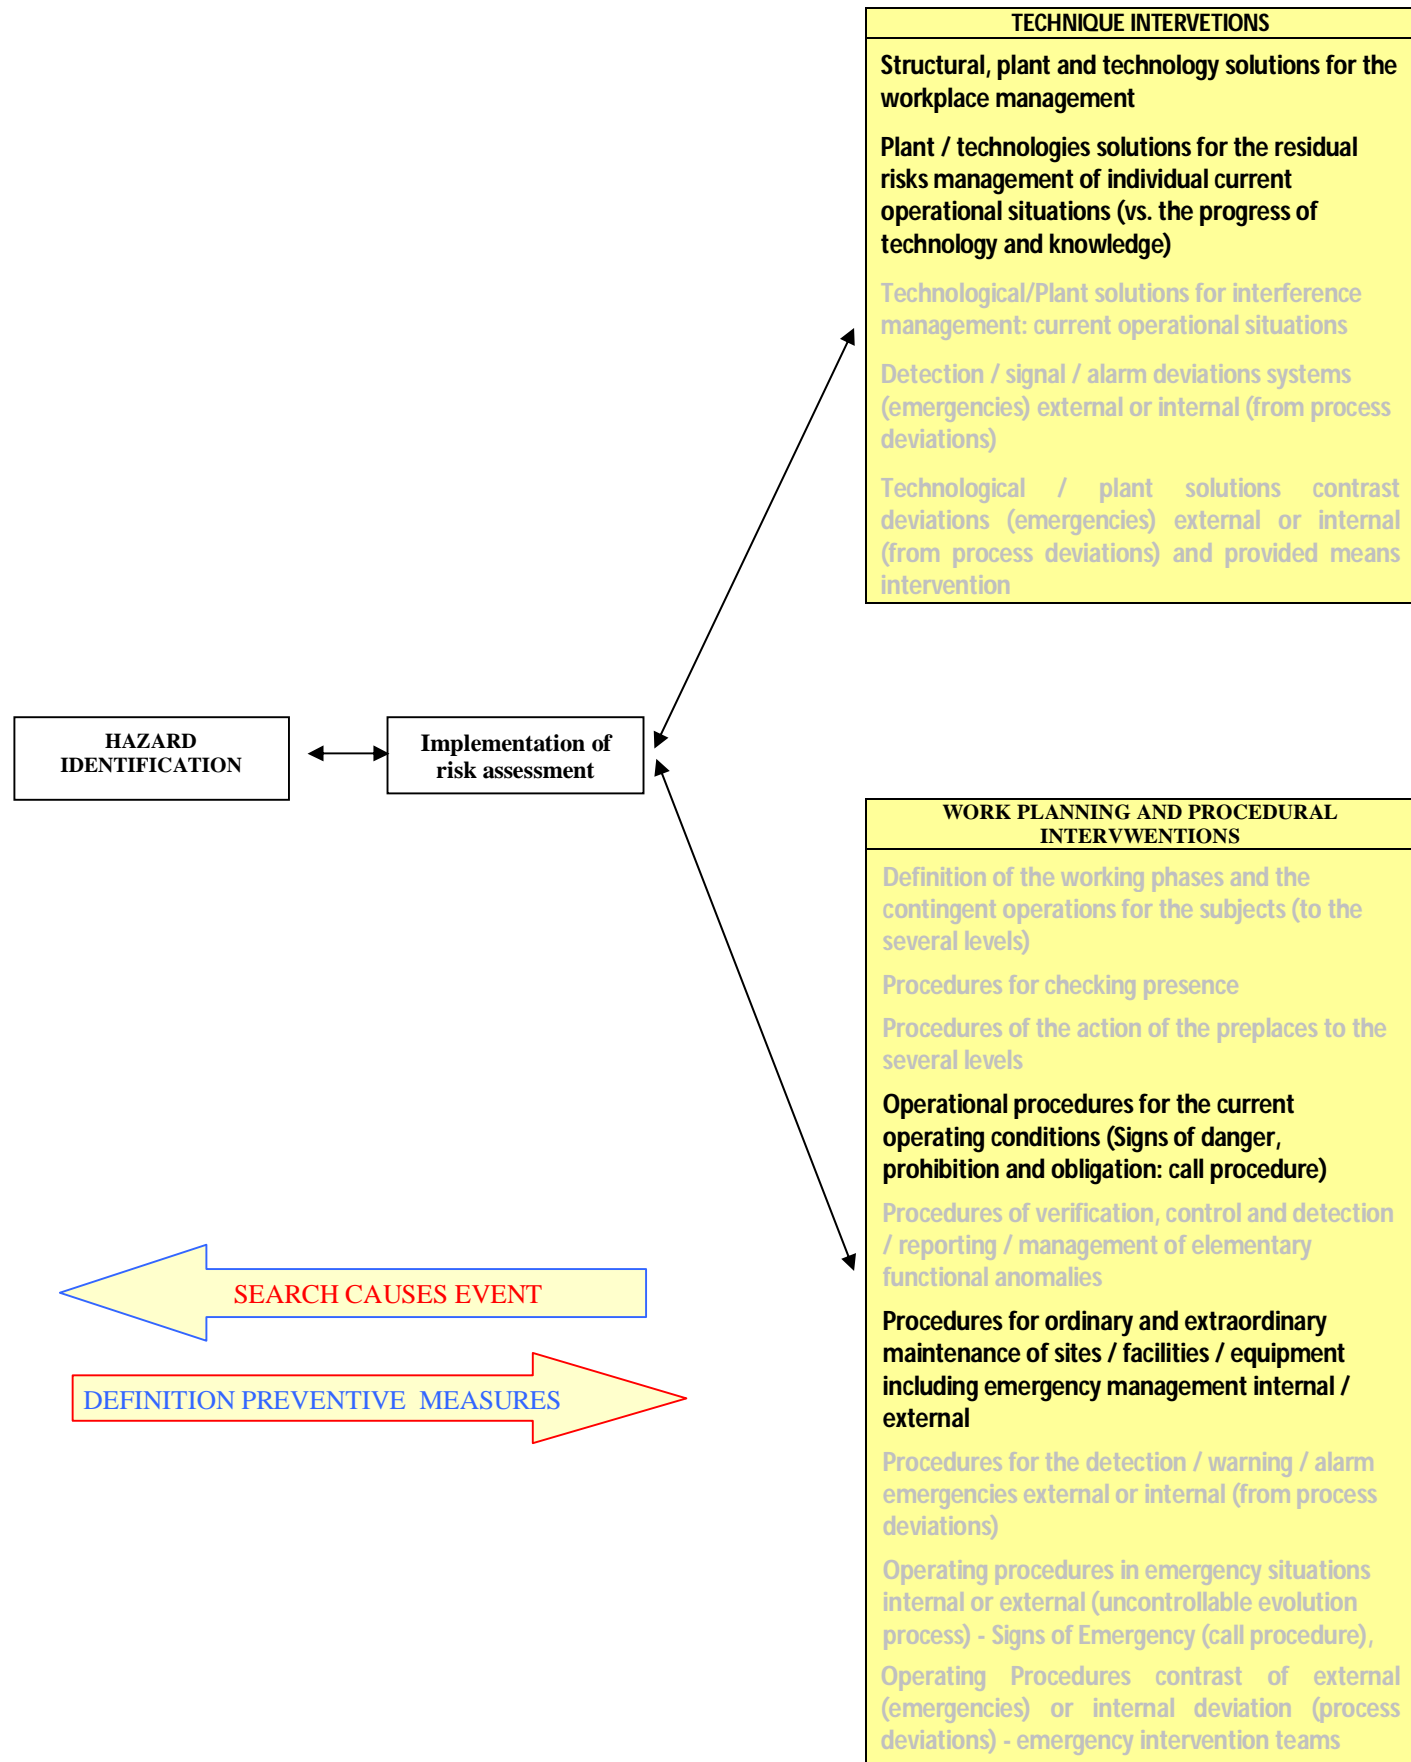 TECHNIQUE INTERVETIONS
Structural, plant and technology solutions for the
workplace management
Plant / technologies solutions for the residual
risks management of individual current
operational situations (vs. the progress of
technology and knowledge)
Technological/Plant solutions for interference
management: current operational situations
Detection / signal / alarm deviations systems
(emergencies) external or internal (from process
deviations)
Technological / plant solutions contrast
deviations (emergencies) external or internal
(from process deviations) and provided means
intervention
HAZARD
IDENTIFICATION
Implementation of
risk assessment
WORK PLANNING AND PROCEDURAL
INTERVWENTIONS
Definition of the working phases and the
contingent operations for the subjects (to the
several levels)
Procedures for checking presence
Procedures of the action of the preplaces to the
several levels
Operational procedures for the current
operating conditions (Signs of danger,
prohibition and obligation: call procedure)
Procedures of verification, control and detection
/ reporting / management of elementary
functional anomalies
Procedures for ordinary and extraordinary
maintenance of sites / facilities / equipment
including emergency management internal /
external
Procedures for the detection / warning / alarm
emergencies external or internal (from process
deviations)
Operating procedures in emergency situations
internal or external (uncontrollable evolution
process) - Signs of Emergency (call procedure),
Operating Procedures contrast of external
(emergencies) or internal deviation (process
deviations) - emergency intervention teams
SEARCH CAUSES EVENT
DEFINITION PREVENTIVE MEASURES